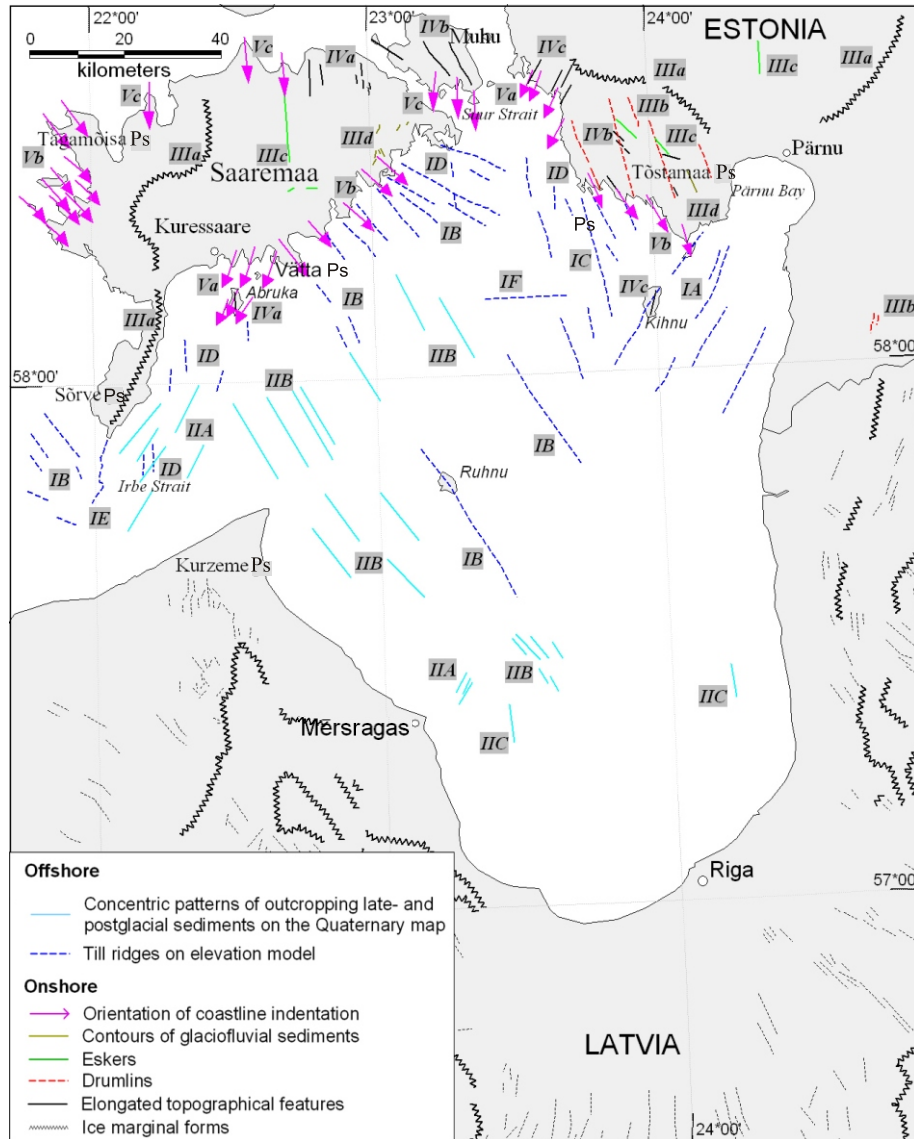 22°00'
23°00'
24°00'
ESTONIA
0 20 40
kilometers
Vc
IVa
IVb
Muhu
IVc
IIIa
IIIc
IIIa
Vc
Vc
Va
Suur Strait
IIIb
Tagamõisa Ps
IIIa
IIId
IVb
IIIc
Pärnu
Vb
IIIc
ID
ID
Tõstamaa Ps
Saaremaa
Vb
Pärnu Bay
IIId
Kuressaare
IB
Ps
Vb
Vätta Ps
IC
Va
Abruka
IB
IF
IVc
IA
IIIa
IVa
Kihnu
IIIb
ID
IIB
58°00'
58°00'
IIB
Sõrve Ps
IIA
IB
ID
Ruhnu
IB
Irbe Strait
IE
Kurzeme Ps
IIB
IB
IIA
IIB
IIC
Mersragas
IIC
Riga
57°00'
LATVIA
24°00'
Offshore
Concentric patterns of outcropping late- and
postglacial sediments on the Quaternary map
Till ridges on elevation model
Onshore
Orientation of coastline indentation
Contours of glaciofluvial sediments
Eskers
Drumlins
Elongated topographical features
Ice marginal forms